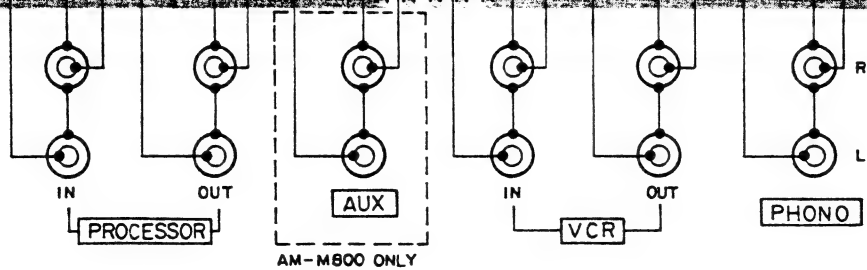 R
L
IN OUT IN OUT
AUX
PROCESSOR VCR PHONO
AM-M800 ONLY